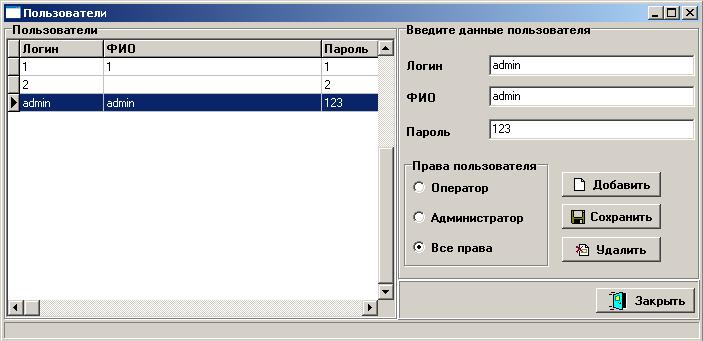 Пользователи
Пользователи
Логин ФИО Пароль
1 1 1
2 2
admin admin 123
Введите данные пользователя
Логин admin
ФИО admin
Пароль 123
Права пользователя
Оператор
Администратор
Все права
Добавить
Сохранить
Удалить
Закрыть